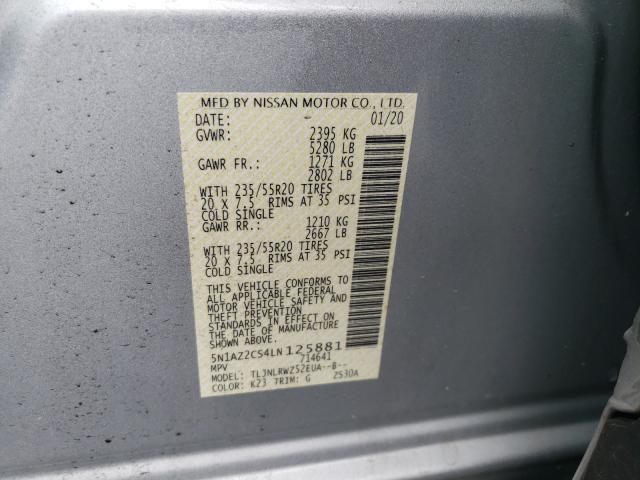 MFD BY NISSAN MOTOR CO., LTD.
DATE: 01/20
GVWR: 2395 KG
5280 LB
GAWR FR.: 1271 KG
2802 LB
WITH 235/55R20 TIRES
20 X 7.5 RIMS AT 35 PSI
COLD SINGLE
GAWR RR.: 1210 KG
2667 LB
WITH 235/55R20 TIRES
20 X 7.5 RIMS AT 35 PSI
COLD SINGLE
THIS VEHICLE CONFORMS TO
ALL APPLICABLE FEDERAL
MOTOR VEHICLE SAFETY AND
THEFT PREVENTION
STANDARDS IN EFFECT ON
THE DATE OF MANUFACTURE
SHOWN ABOVE.
5N1AZ2CS4LN125881
MPV 714641
MODEL: TLJNLRWZ52EUA--B--
COLOR: K23 TRIM: G Z530A